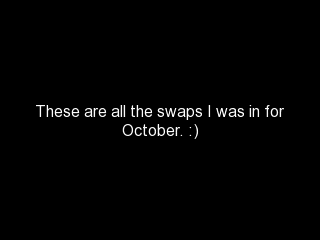 These are all the swaps I was in for
October. :)